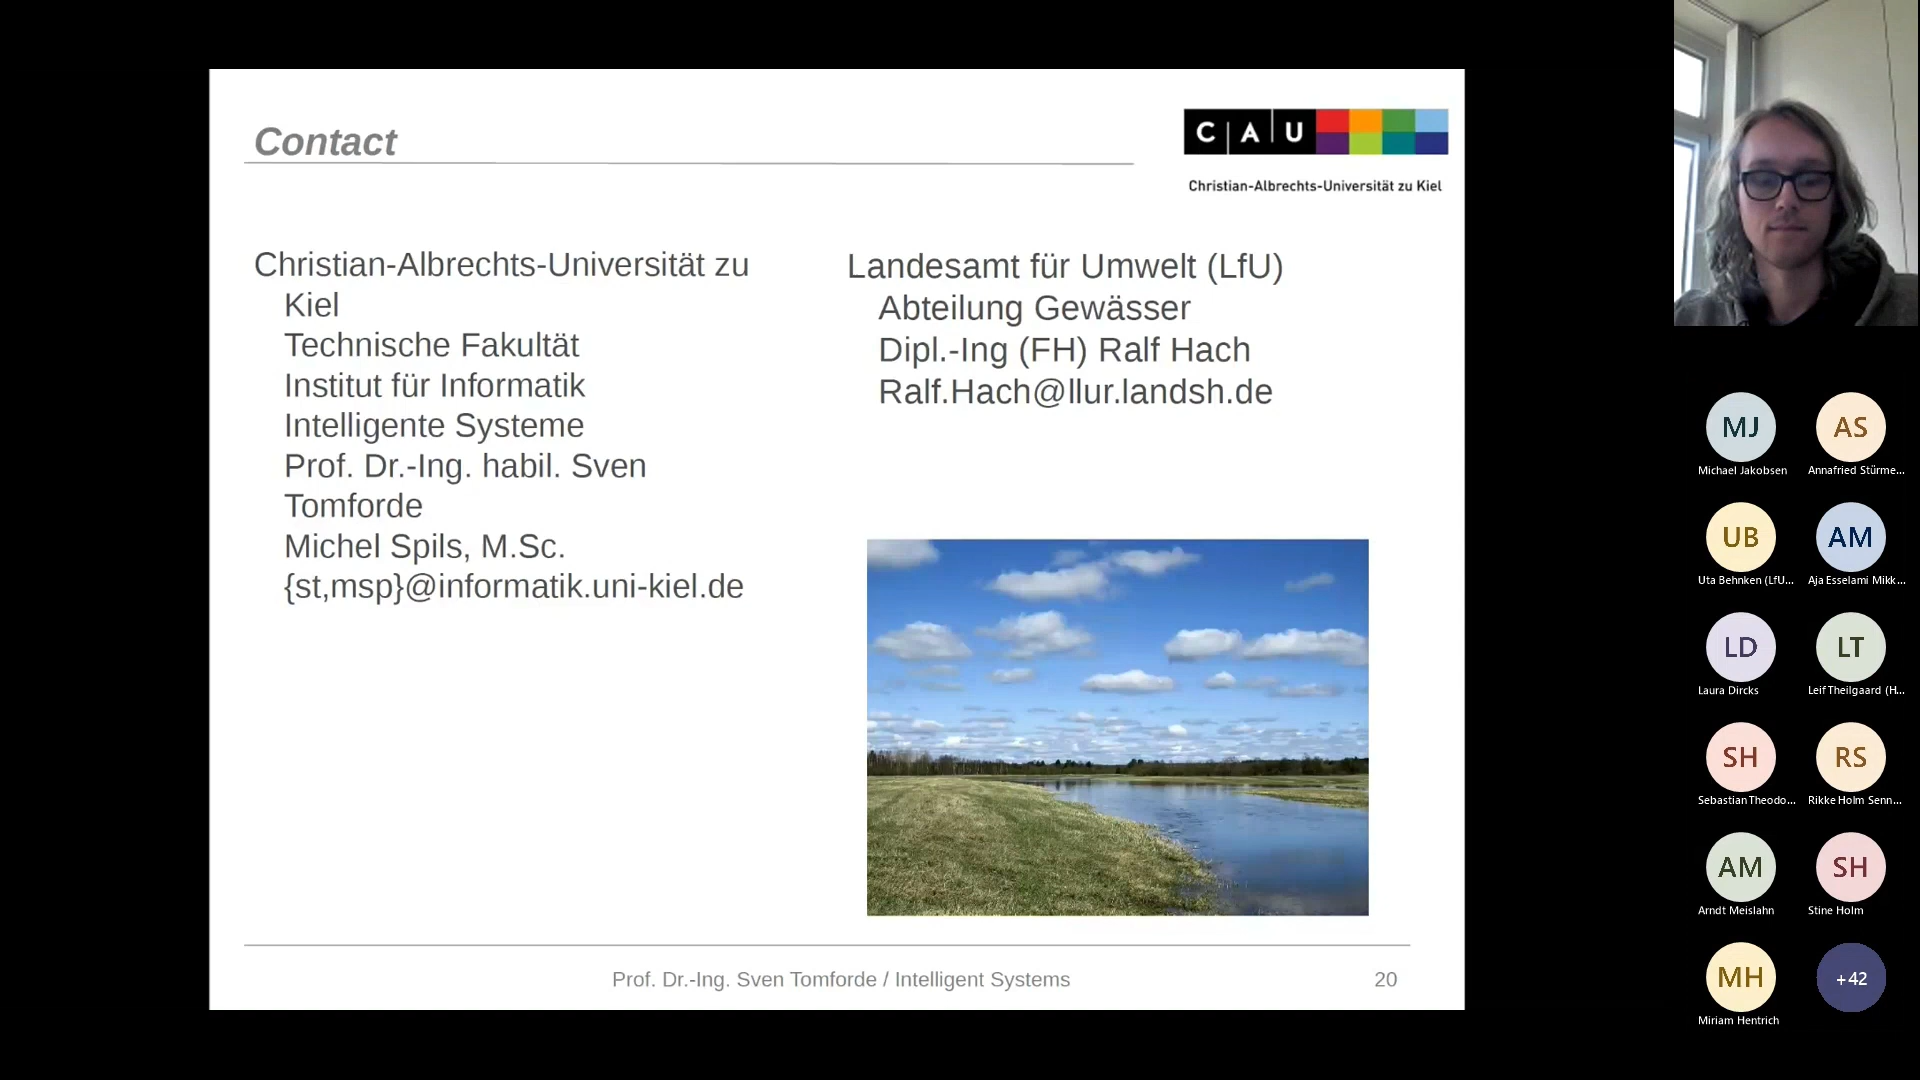 Contact
C A U
Christian-Albrechts-Universität zu Kiel
Christian-Albrechts-Universität zu
Kiel
Technische Fakultät
Institut für Informatik
Intelligente Systeme
Prof. Dr.-Ing. habil. Sven
Tomforde
Michel Spils, M.Sc.
{st,msp}@informatik.uni-kiel.de
Landesamt für Umwelt (LfU)
Abteilung Gewässer
Dipl.-Ing (FH) Ralf Hach
Ralf.Hach@llur.landsh.de
Prof. Dr.-Ing. Sven Tomforde / Intelligent Systems
20
MJ
Michael Jakobsen
AS
Annafried Stürme...
UB
Uta Behnken (LfU...
AM
Aja Esselami Mikk...
LD
Laura Dircks
LT
Leif Theilgaard (H...
SH
Sebastian Theodo...
RS
Rikke Holm Senn...
AM
Arndt Meislahn
SH
Stine Holm
MH
Miriam Hentrich
+42